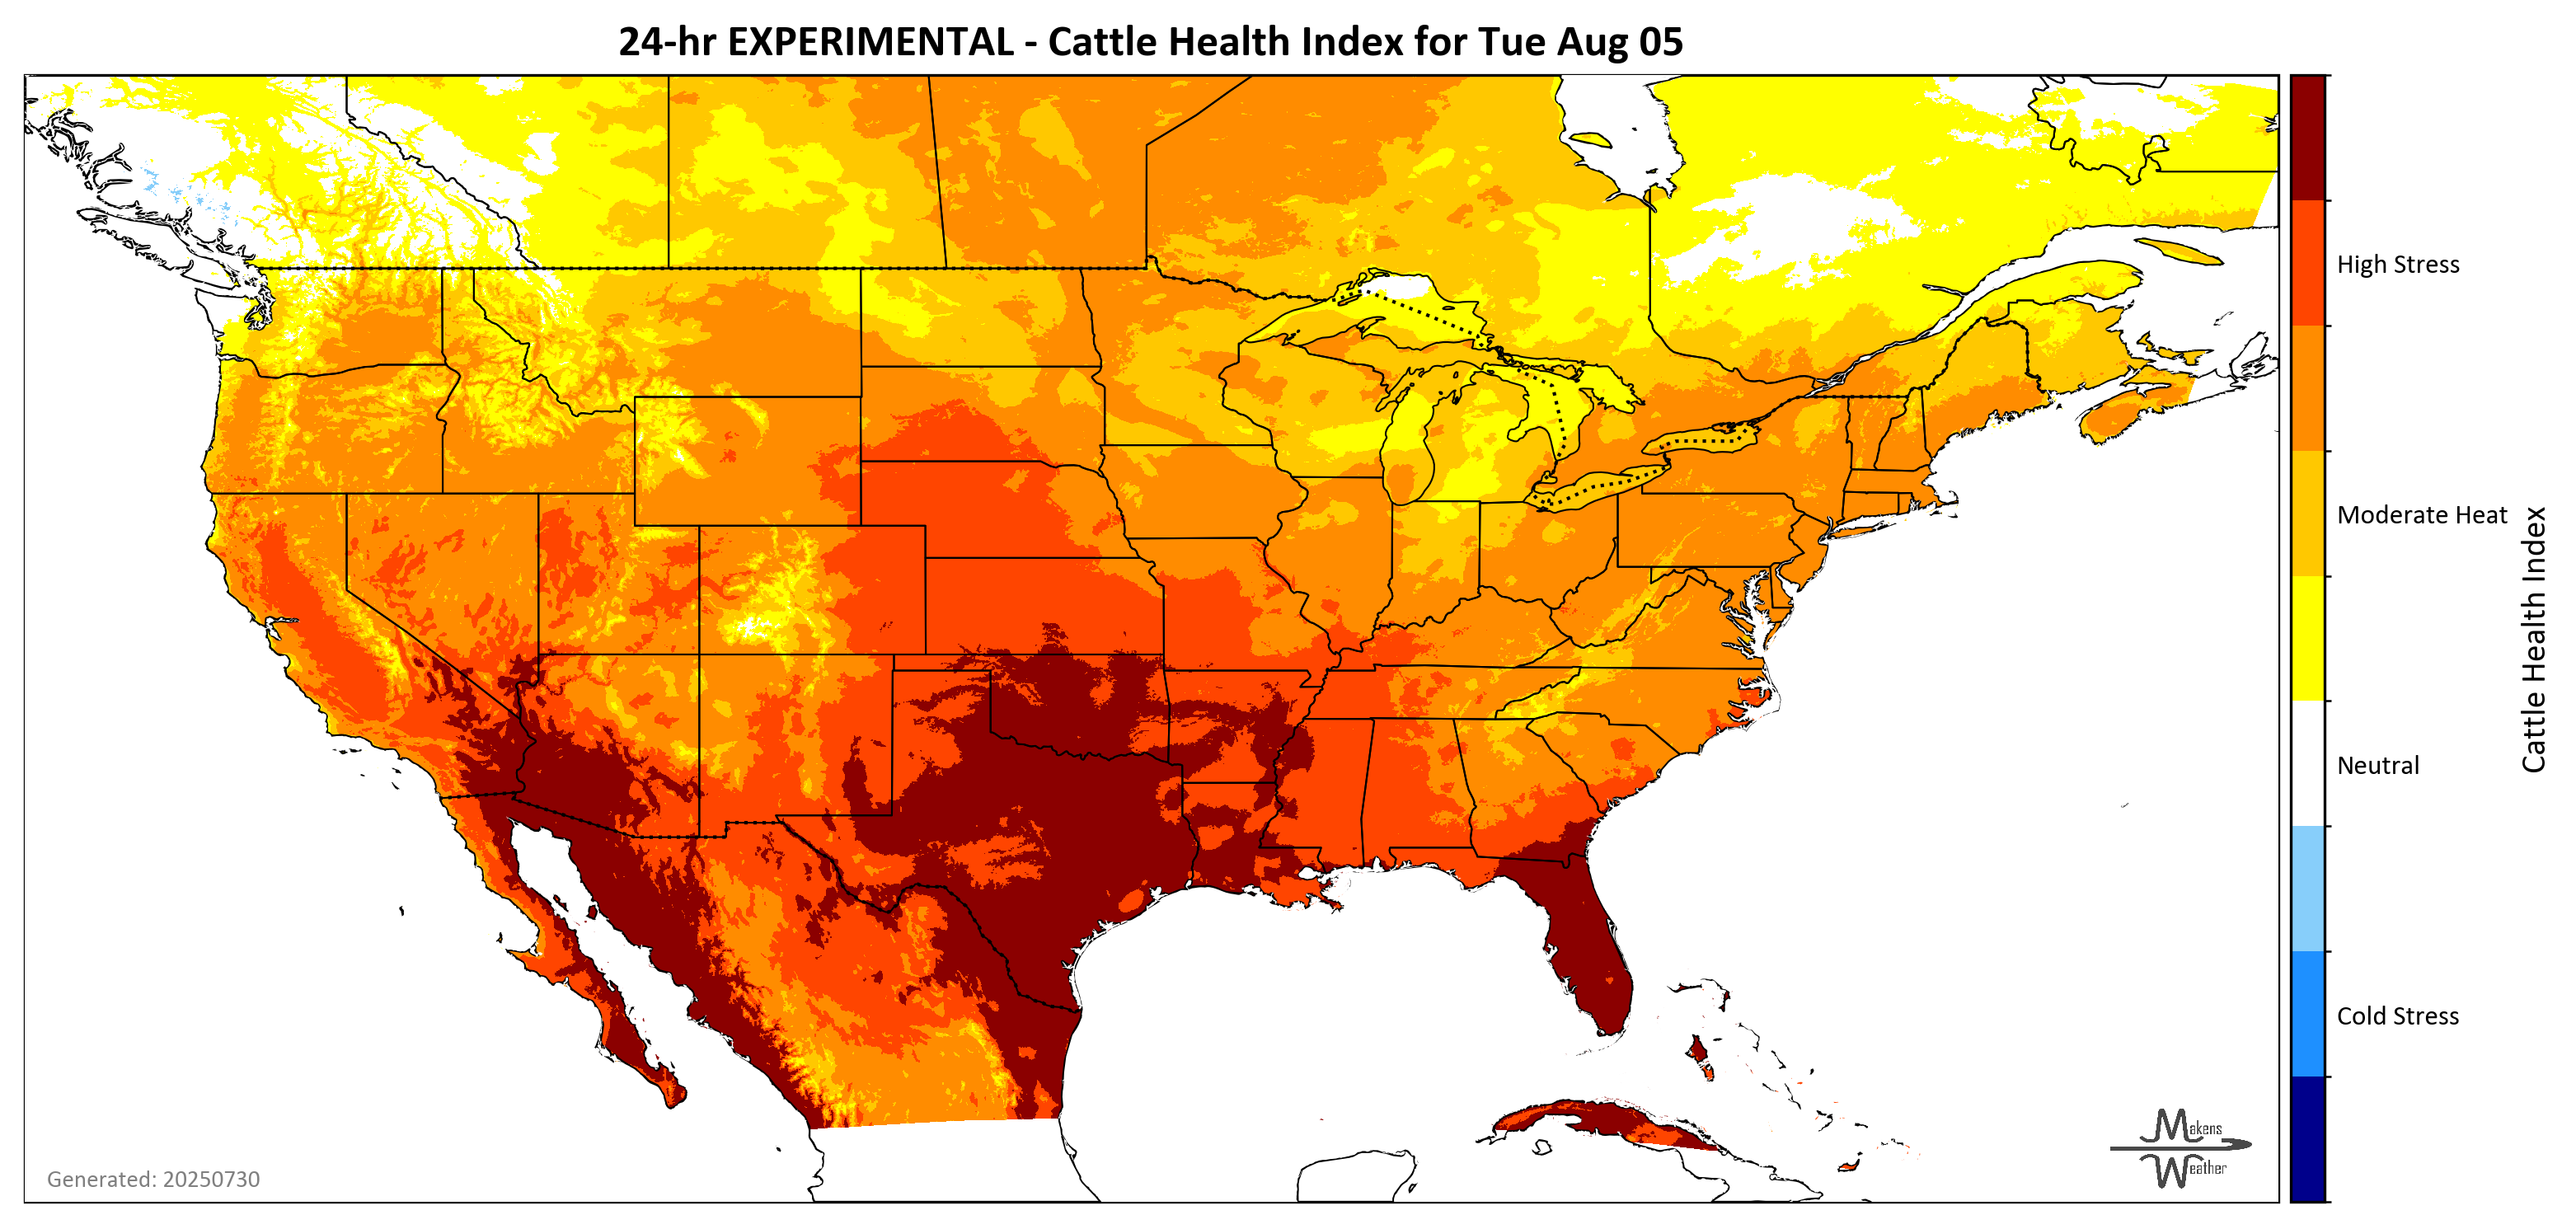 24-hr EXPERIMENTAL - Cattle Health Index for Tue Aug 05
High Stress
Moderate Heat
Neutral
Cold Stress
Cattle Health Index
Generated: 20250730
Makens
Weather